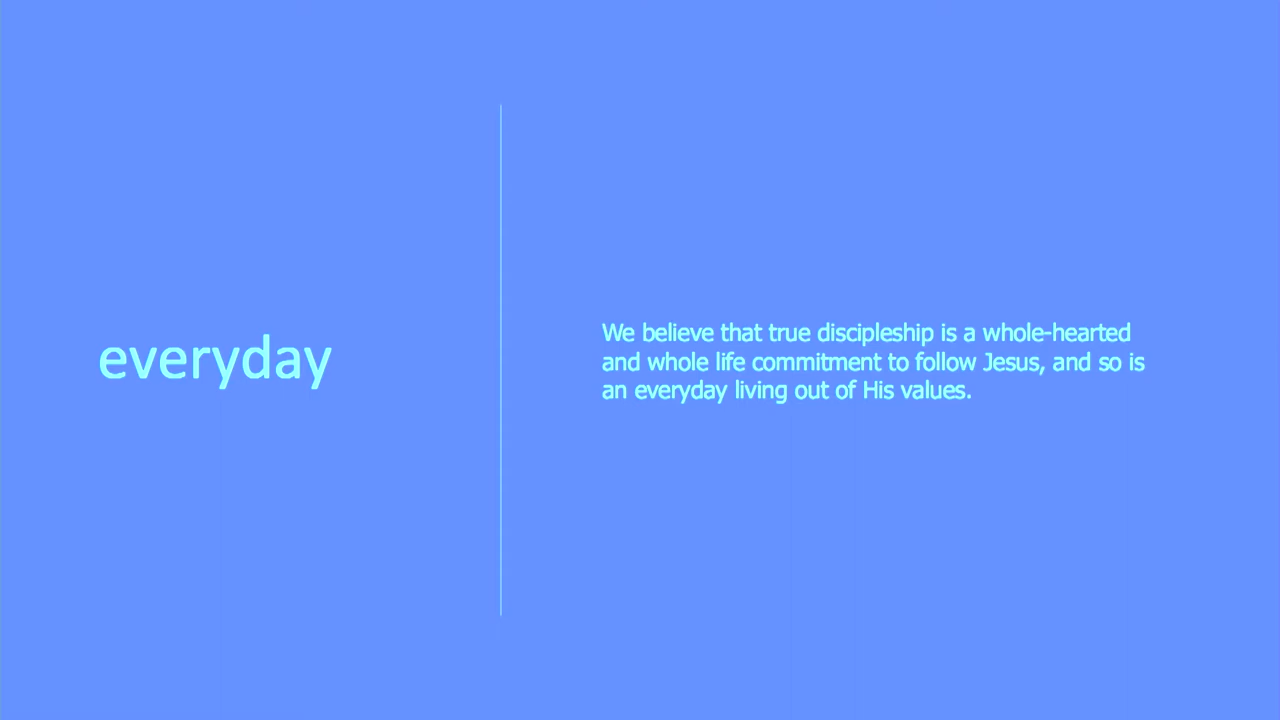 everyday
We believe that true discipleship is a whole-hearted
and whole life commitment to follow Jesus, and so is
an everyday living out of His values.